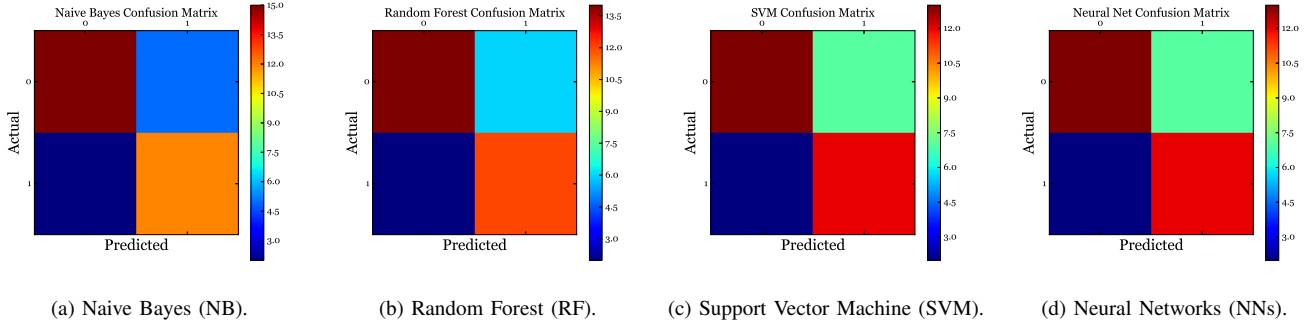 Naive Bayes Confusion Matrix
0 1
0
1
Actual
Predicted
15.0
13.5
12.0
10.5
9.0
7.5
6.0
4.5
3.0
(a) Naive Bayes (NB).
Random Forest Confusion Matrix
0 1
0
1
Actual
Predicted
13.5
12.0
10.5
9.0
7.5
6.0
4.5
3.0
(b) Random Forest (RF).
SVM Confusion Matrix
0 1
0
1
Actual
Predicted
12.0
10.5
9.0
7.5
6.0
4.5
3.0
(c) Support Vector Machine (SVM).
Neural Net Confusion Matrix
0 1
0
1
Actual
Predicted
12.0
10.5
9.0
7.5
6.0
4.5
3.0
(d) Neural Networks (NNs).